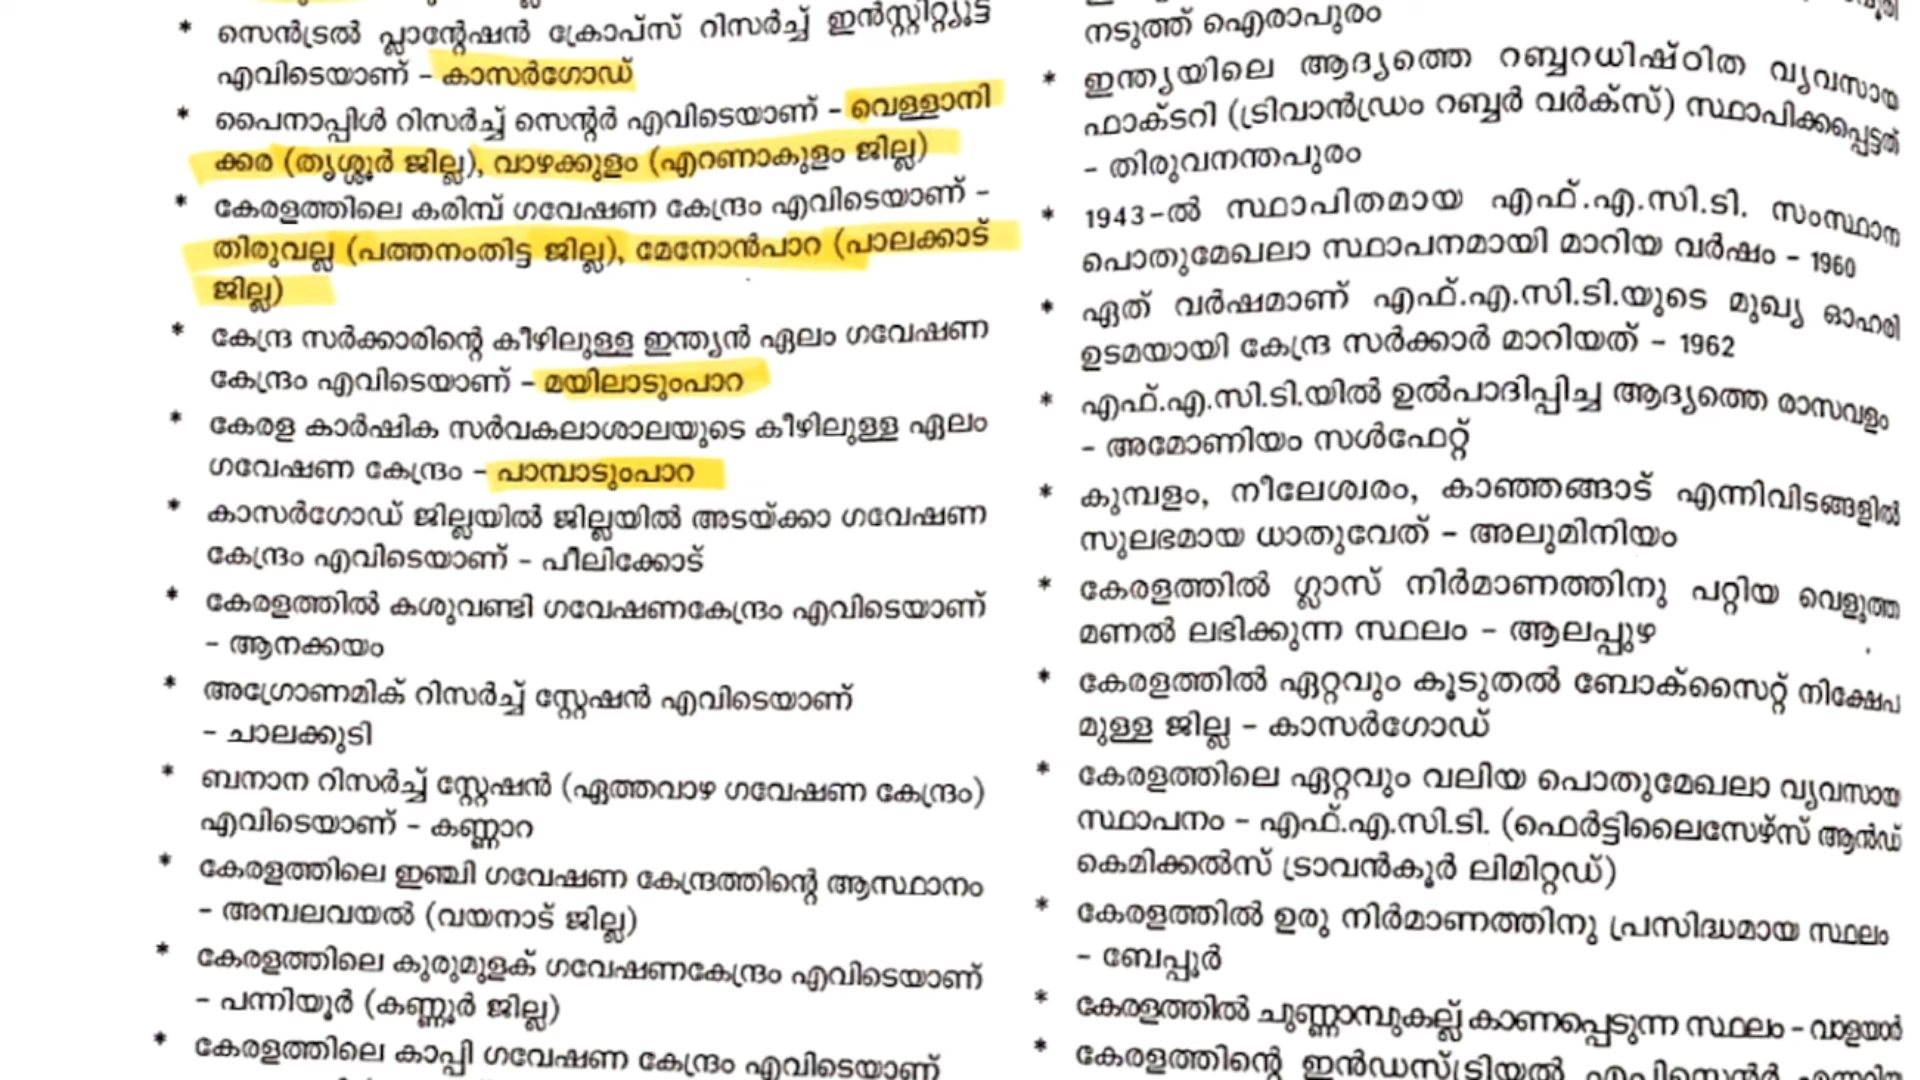 * സെൻട്രൽ പ്ലാന്റേഷൻ ക്രോപ്സ് റിസർച്ച് ഇൻസ്റ്റിറ്റ്യൂട്ട്
എവിടെയാണ് – കാസർഗോഡ്
* പൈനാപ്പിൾ റിസർച്ച് സെന്റർ എവിടെയാണ് – വെള്ളാനി
ക്കര (തൃശ്ശൂർ ജില്ല), വാഴക്കുളം (എറണാകുളം ജില്ല)
* കേരളത്തിലെ കരിമ്പ് ഗവേഷണ കേന്ദ്രം എവിടെയാണ് –
തിരുവല്ല (പത്തനംതിട്ട ജില്ല), മേനോൻപാറ (പാലക്കാട്
ജില്ല)
* കേന്ദ്ര സർക്കാരിന്റെ കീഴിലുള്ള ഇന്ത്യൻ ഏലം ഗവേഷണ
കേന്ദ്രം എവിടെയാണ് – മയിലാടുംപാറ
* കേരള കാർഷിക സർവകലാശാലയുടെ കീഴിലുള്ള ഏലം
ഗവേഷണ കേന്ദ്രം – പാമ്പാടുംപാറ
* കാസർഗോഡ് ജില്ലയിൽ ജില്ലയിൽ അടയ്ക്കാ ഗവേഷണ
കേന്ദ്രം എവിടെയാണ് – പീലിക്കോട്
* കേരളത്തിൽ കശുവണ്ടി ഗവേഷണകേന്ദ്രം എവിടെയാണ്
– ആനക്കയം
* അഗ്രോണമിക് റിസർച്ച് സ്റ്റേഷൻ എവിടെയാണ്
– ചാലക്കുടി
* ബനാന റിസർച്ച് സ്റ്റേഷൻ (ഏത്തവാഴ ഗവേഷണ കേന്ദ്രം)
എവിടെയാണ് – കണ്ണാറ
* കേരളത്തിലെ ഇഞ്ചി ഗവേഷണ കേന്ദ്രത്തിന്റെ ആസ്ഥാനം
– അമ്പലവയൽ (വയനാട് ജില്ല)
* കേരളത്തിലെ കുരുമുളക് ഗവേഷണകേന്ദ്രം എവിടെയാണ്
– പന്നിയൂർ (കണ്ണൂർ ജില്ല)
* കേരളത്തിലെ കാപ്പി ഗവേഷണ കേന്ദ്രം എവിടെയാണ്
നടുത്ത് ഐരാപുരം
* ഇന്ത്യയിലെ ആദ്യത്തെ റബ്ബറധിഷ്ഠിത വ്യവസായ
ഫാക്ടറി (ട്രിവാൻഡ്രം റബ്ബർ വർക്സ്) സ്ഥാപിക്കപ്പെട്ടത്
– തിരുവനന്തപുരം
* 1943-ൽ സ്ഥാപിതമായ എഫ്.എ.സി.ടി. സംസ്ഥാന
പൊതുമേഖലാ സ്ഥാപനമായി മാറിയ വർഷം – 1960
* ഏത് വർഷമാണ് എഫ്.എ.സി.ടി.യുടെ മുഖ്യ ഓഹരി
ഉടമയായി കേന്ദ്ര സർക്കാർ മാറിയത് – 1962
* എഫ്.എ.സി.ടി.യിൽ ഉൽപാദിപ്പിച്ച ആദ്യത്തെ രാസവളം
– അമോണിയം സൾഫേറ്റ്
* കുമ്പളം, നീലേശ്വരം, കാഞ്ഞങ്ങാട് എന്നിവിടങ്ങളിൽ
സുലഭമായ ധാതുവേത് – അലുമിനിയം
* കേരളത്തിൽ ഗ്ലാസ് നിർമാണത്തിനു പറ്റിയ വെളുത്ത
മണൽ ലഭിക്കുന്ന സ്ഥലം – ആലപ്പുഴ
* കേരളത്തിൽ ഏറ്റവും കൂടുതൽ ബോക്സൈറ്റ് നിക്ഷേപ
മുള്ള ജില്ല – കാസർഗോഡ്
* കേരളത്തിലെ ഏറ്റവും വലിയ പൊതുമേഖലാ വ്യവസായ
സ്ഥാപനം – എഫ്.എ.സി.ടി. (ഫെർട്ടിലൈസേഴ്സ് ആൻഡ്
കെമിക്കൽസ് ട്രാവൻകൂർ ലിമിറ്റഡ്)
* കേരളത്തിൽ ഉരു നിർമാണത്തിനു പ്രസിദ്ധമായ സ്ഥലം
– ബേപ്പൂർ
* കേരളത്തിൽ ചുണ്ണാമ്പുകല്ല് കാണപ്പെടുന്ന സ്ഥലം – വാളയാർ
* കേരളത്തിന്റെ ഇൻഡസ്ട്രിയൽ